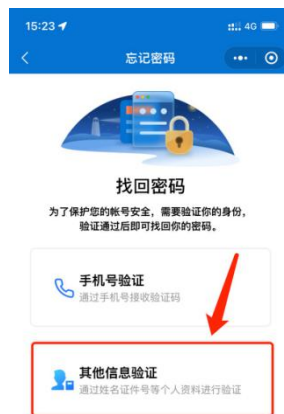 15:23
4G
忘记密码
找回密码
为了保护您的帐号安全，需要验证你的身份，
验证通过后即可找回你的密码。
手机号验证
通过手机号接收验证码
其他信息验证
通过姓名证件号等个人资料进行验证